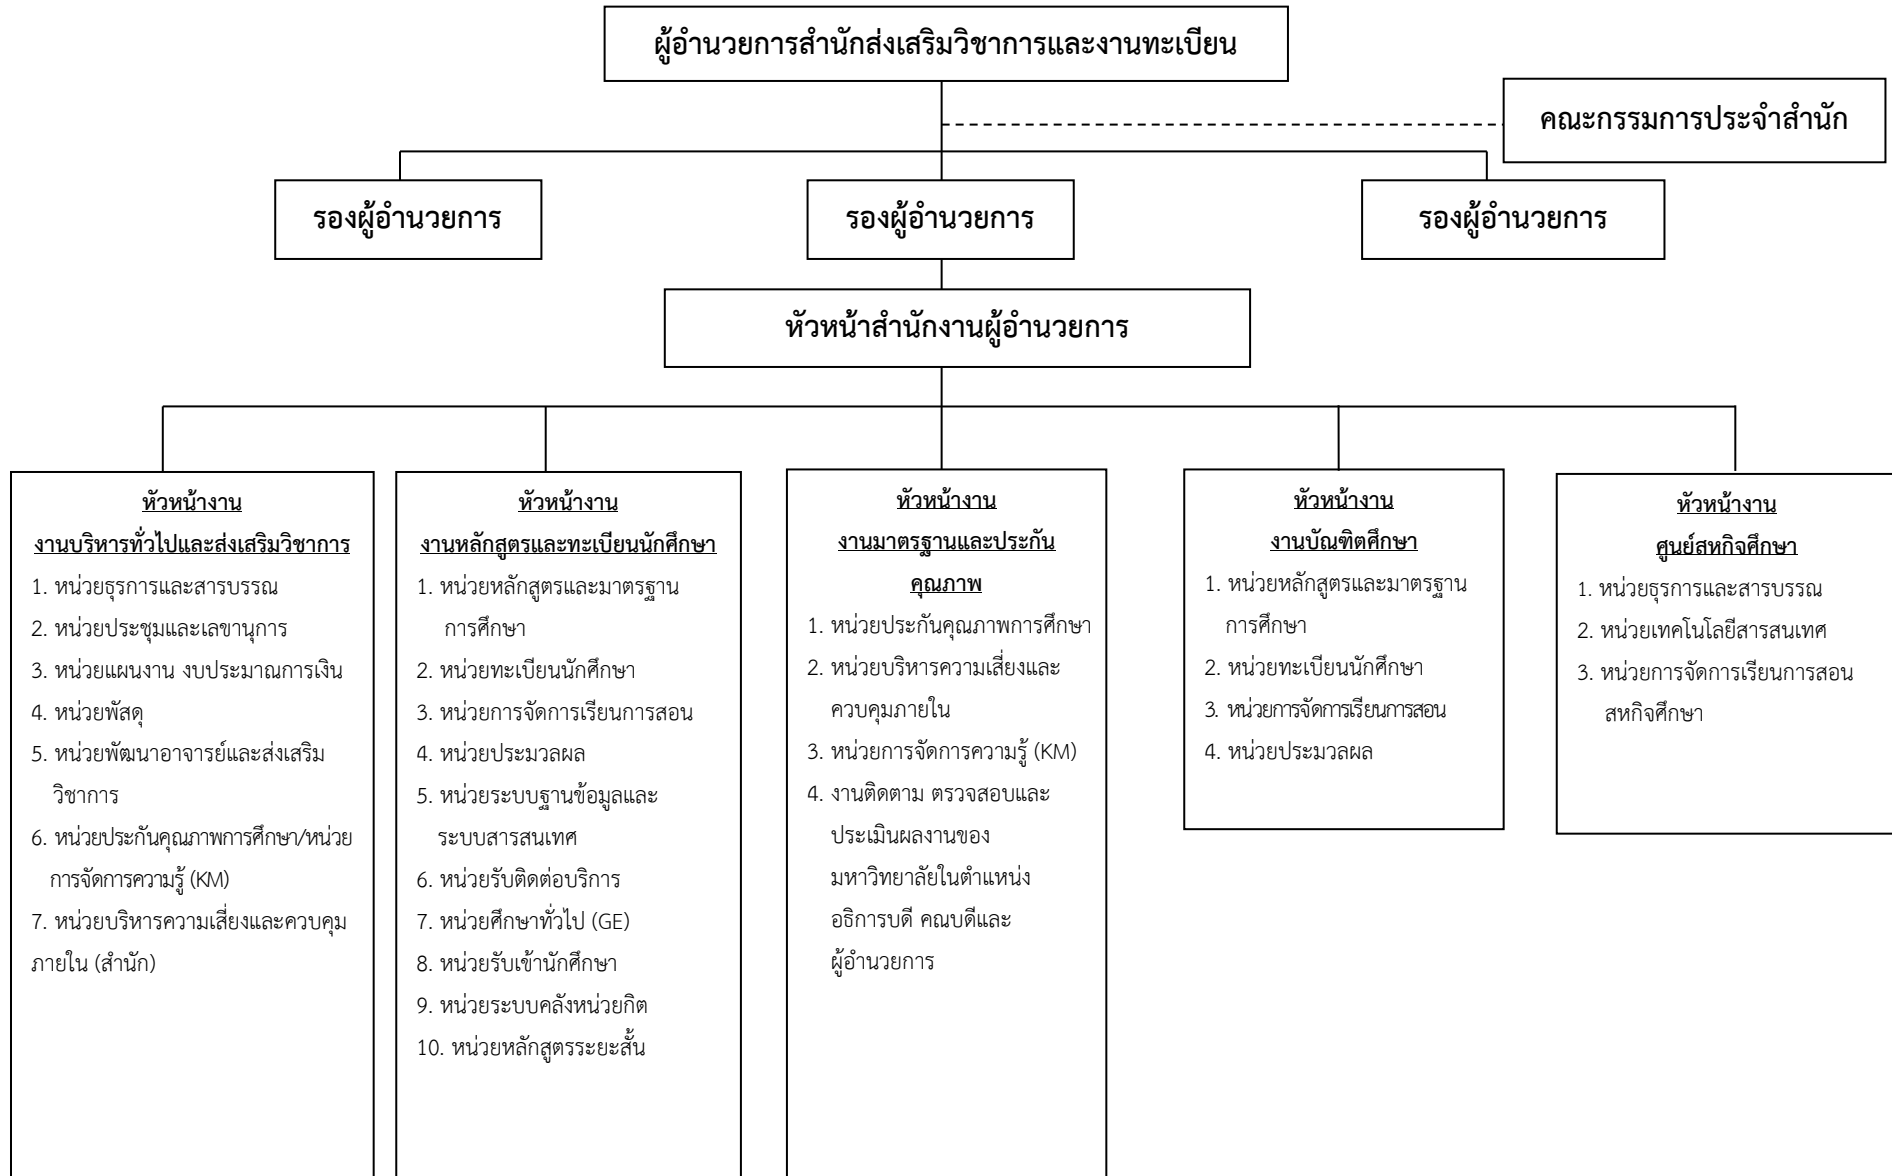 ผู้อำนวยการสำนักส่งเสริมวิชาการและงานทะเบียน
คณะกรรมการประจำสำนัก
รองผู้อำนวยการ
รองผู้อำนวยการ
รองผู้อำนวยการ
หัวหน้าสำนักงานผู้อำนวยการ
หัวหน้างาน
งานบริหารทั่วไปและส่งเสริมวิชาการ
1. หน่วยธุรการและสารบรรณ
2. หน่วยประชุมและเลขานุการ
3. หน่วยแผนงาน งบประมาณการเงิน
4. หน่วยพัสดุ
5. หน่วยพัฒนาอาจารย์และส่งเสริม
วิชาการ
6. หน่วยประกันคุณภาพการศึกษา/หน่วย
การจัดการความรู้ (KM)
7. หน่วยบริหารความเสี่ยงและควบคุม
ภายใน (สำนัก)
หัวหน้างาน
งานหลักสูตรและทะเบียนนักศึกษา
1. หน่วยหลักสูตรและมาตรฐาน
การศึกษา
2. หน่วยทะเบียนนักศึกษา
3. หน่วยการจัดการเรียนการสอน
4. หน่วยประมวลผล
5. หน่วยระบบฐานข้อมูลและ
ระบบสารสนเทศ
6. หน่วยรับติดต่อบริการ
7. หน่วยศึกษาทั่วไป (GE)
8. หน่วยรับเข้านักศึกษา
9. หน่วยระบบคลังหน่วยกิต
10. หน่วยหลักสูตรระยะสั้น
หัวหน้างาน
งานมาตรฐานและประกัน
คุณภาพ
1. หน่วยประกันคุณภาพการศึกษา
2. หน่วยบริหารความเสี่ยงและ
ควบคุมภายใน
3. หน่วยการจัดการความรู้ (KM)
4. งานติดตาม ตรวจสอบและ
ประเมินผลงานของ
มหาวิทยาลัยในตำแหน่ง
อธิการบดี คณบดีและ
ผู้อำนวยการ
หัวหน้างาน
งานบัณฑิตศึกษา
1. หน่วยหลักสูตรและมาตรฐาน
การศึกษา
2. หน่วยทะเบียนนักศึกษา
3. หน่วยการจัดการเรียนการสอน
4. หน่วยประมวลผล
หัวหน้างาน
ศูนย์สหกิจศึกษา
1. หน่วยธุรการและสารบรรณ
2. หน่วยเทคโนโลยีสารสนเทศ
3. หน่วยการจัดการเรียนการสอน
สหกิจศึกษา